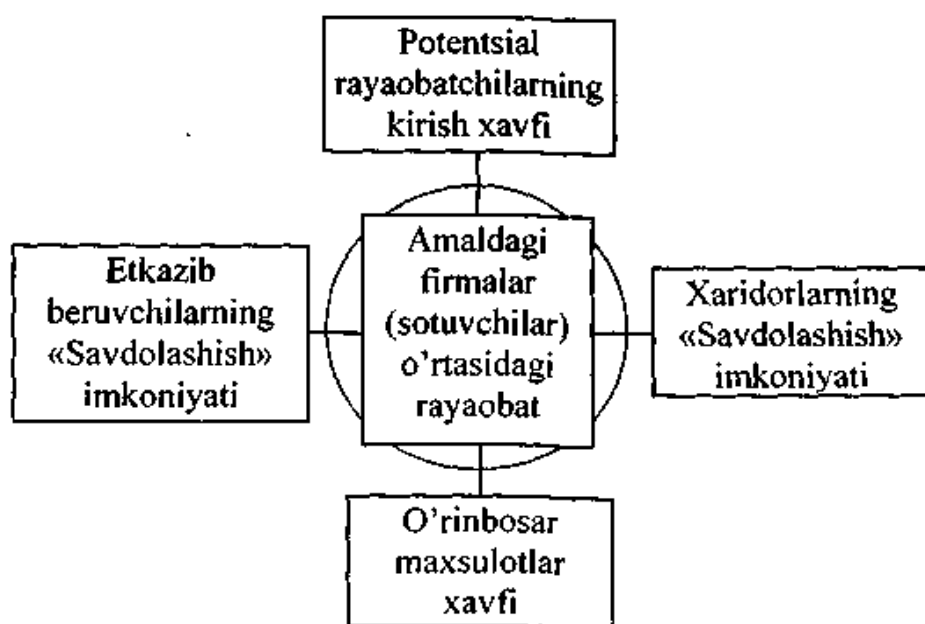 Potentsial
rayaobatchilarning
kirish xavfi
Etkazib
beruvchilarning
«Savdolashish»
imkoniyati
Amaldagi
firmalar
(sotuvchilar)
o’rtasidagi
rayaobat
Xaridorlarning
«Savdolashish»
imkoniyati
O’rinbosar
maxsulotlar
xavfi